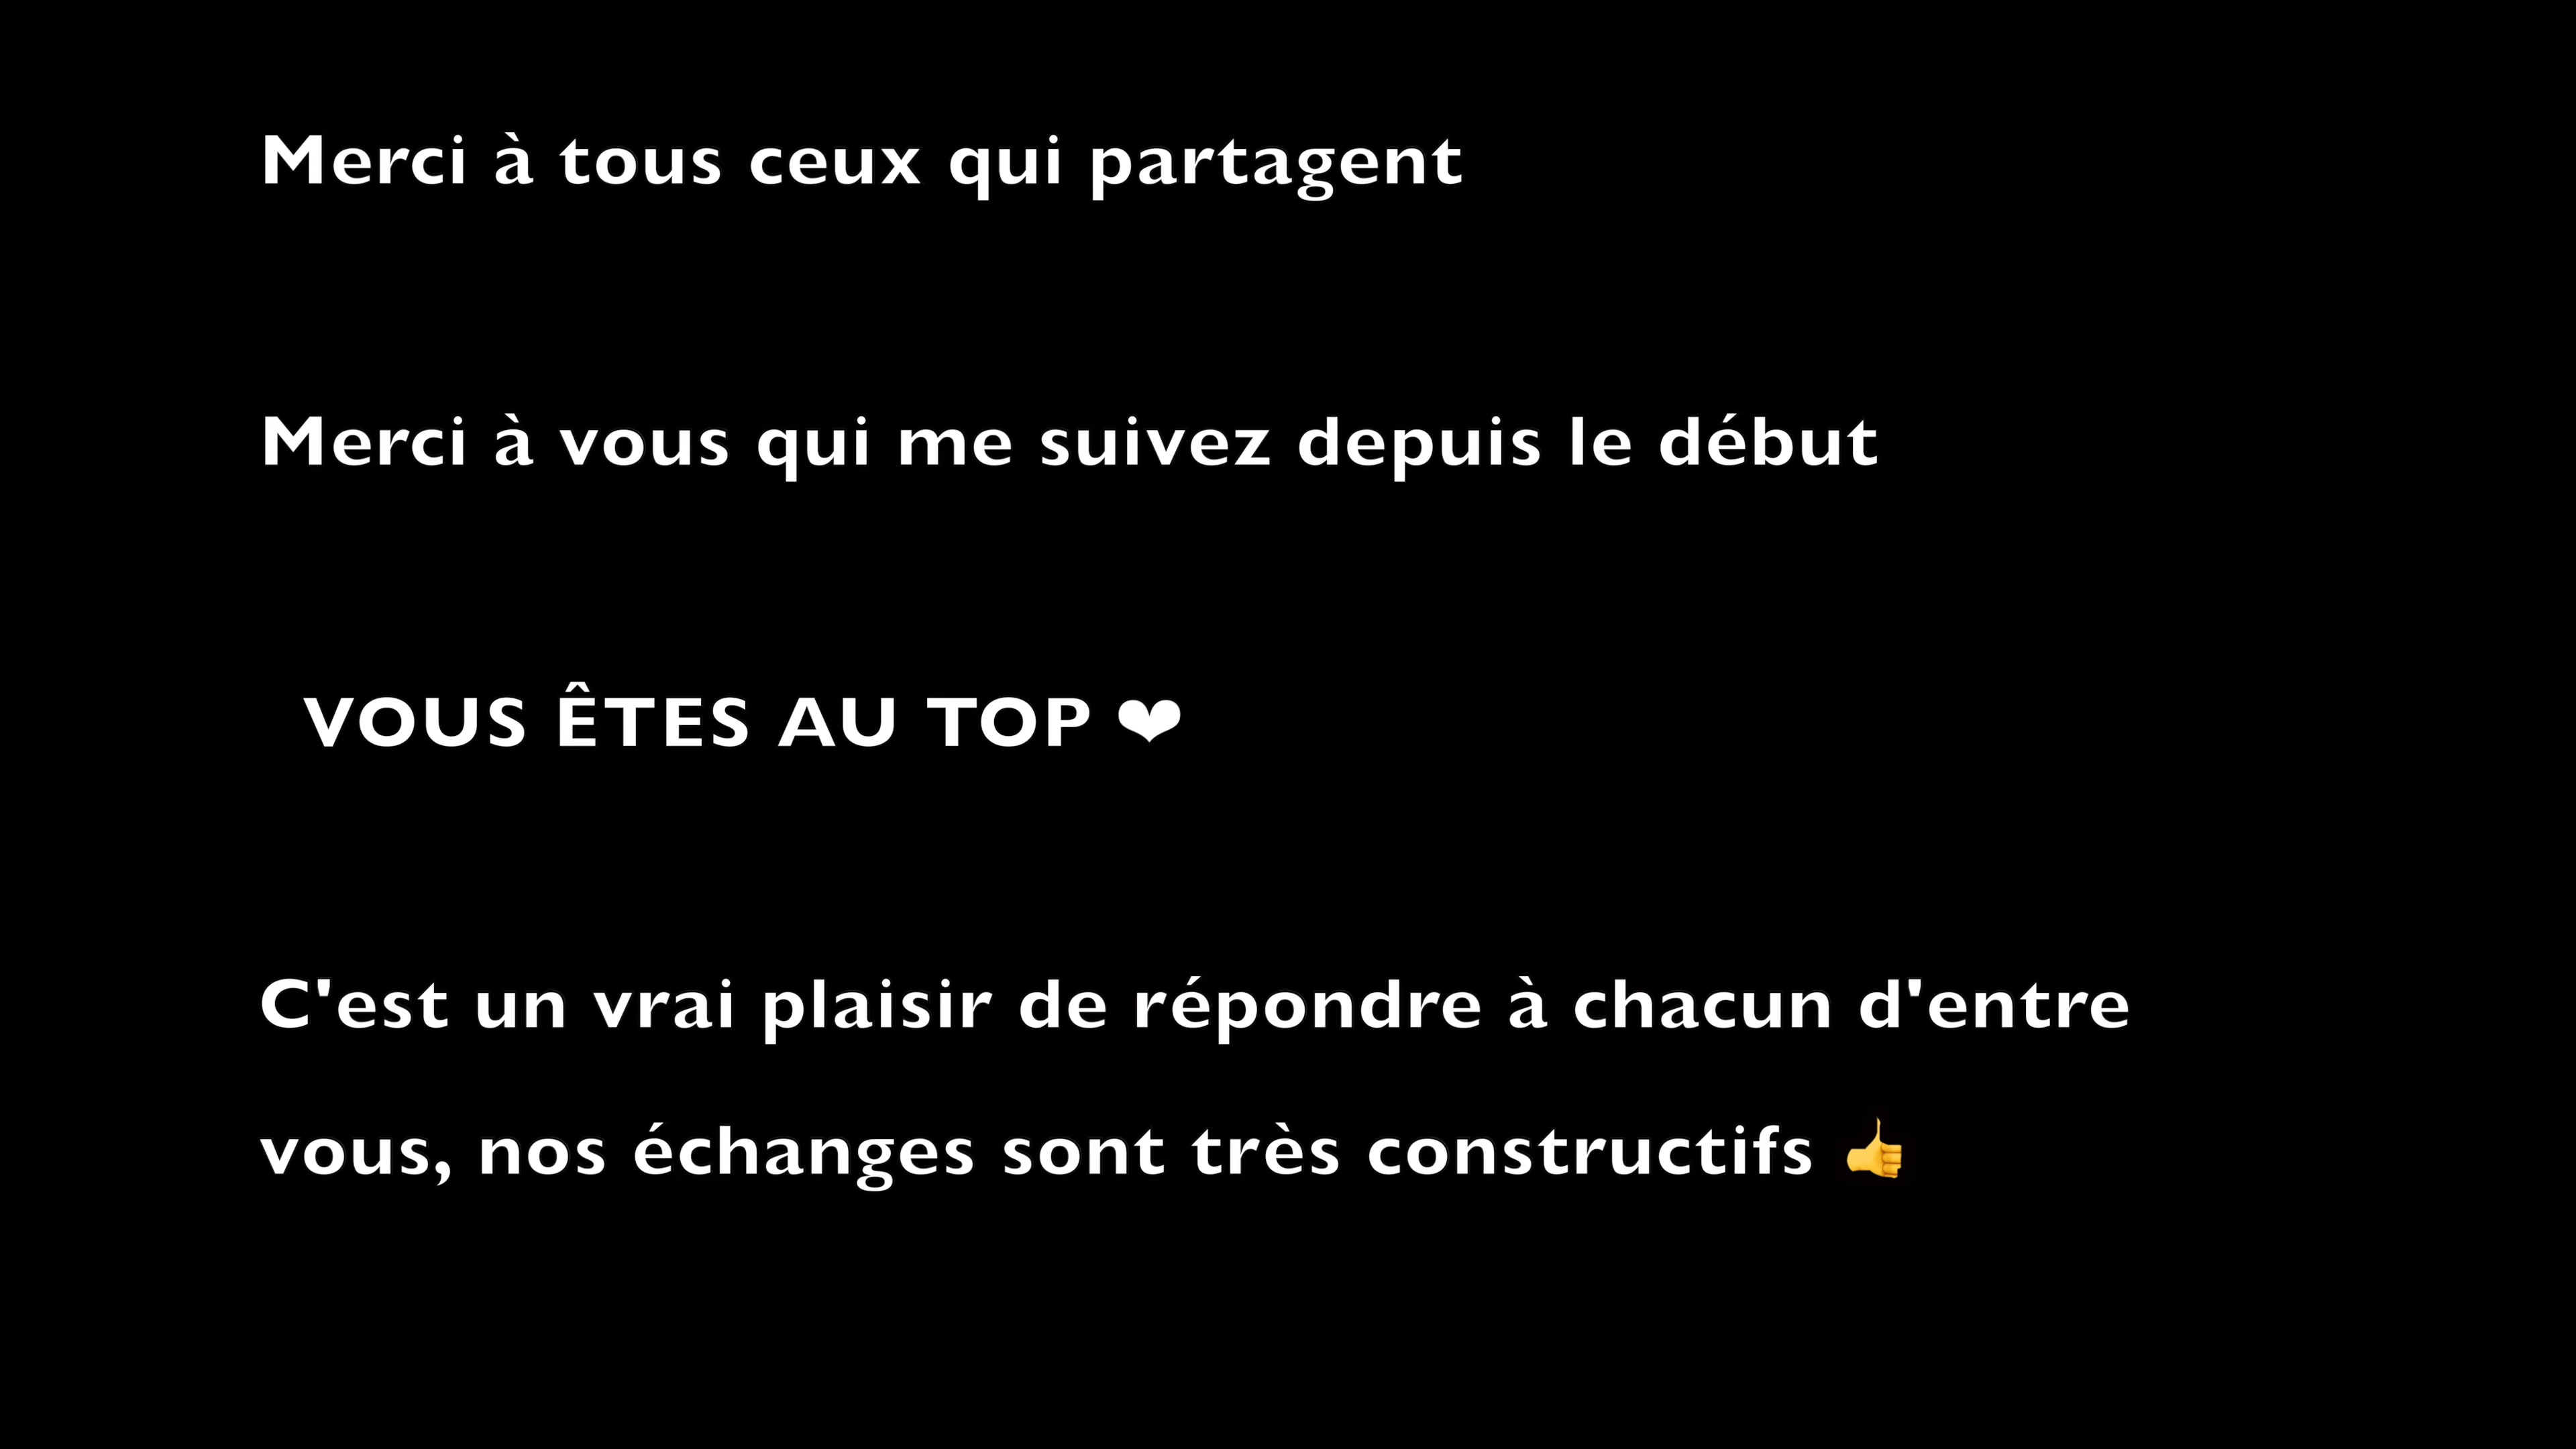 Merci à tous ceux qui partagent
Merci à vous qui me suivez depuis le début
VOUS ÊTES AU TOP ❤
C'est un vrai plaisir de répondre à chacun d'entre
vous, nos échanges sont très constructifs 👍